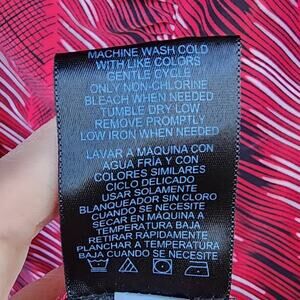 MACHINE WASH COLD
WITH LIKE COLORS
GENTLE CYCLE
ONLY NON-CHLORINE
BLEACH WHEN NEEDED
TUMBLE DRY LOW
REMOVE PROMPTLY
LOW IRON WHEN NEEDED
LAVAR A MAQUINA CON
AGUA FRÍA Y CON
COLORES SIMILARES
CICLO DELICADO
USAR SOLAMENTE
BLANQUEADOR SIN CLORO
CUANDO SE NECESITE
SECAR EN MÁQUINA A
TEMPERATURA BAJA
RETIRAR RÁPIDAMENTE
PLANCHAR A TEMPERATURA
BAJA CUANDO SE NECESITE